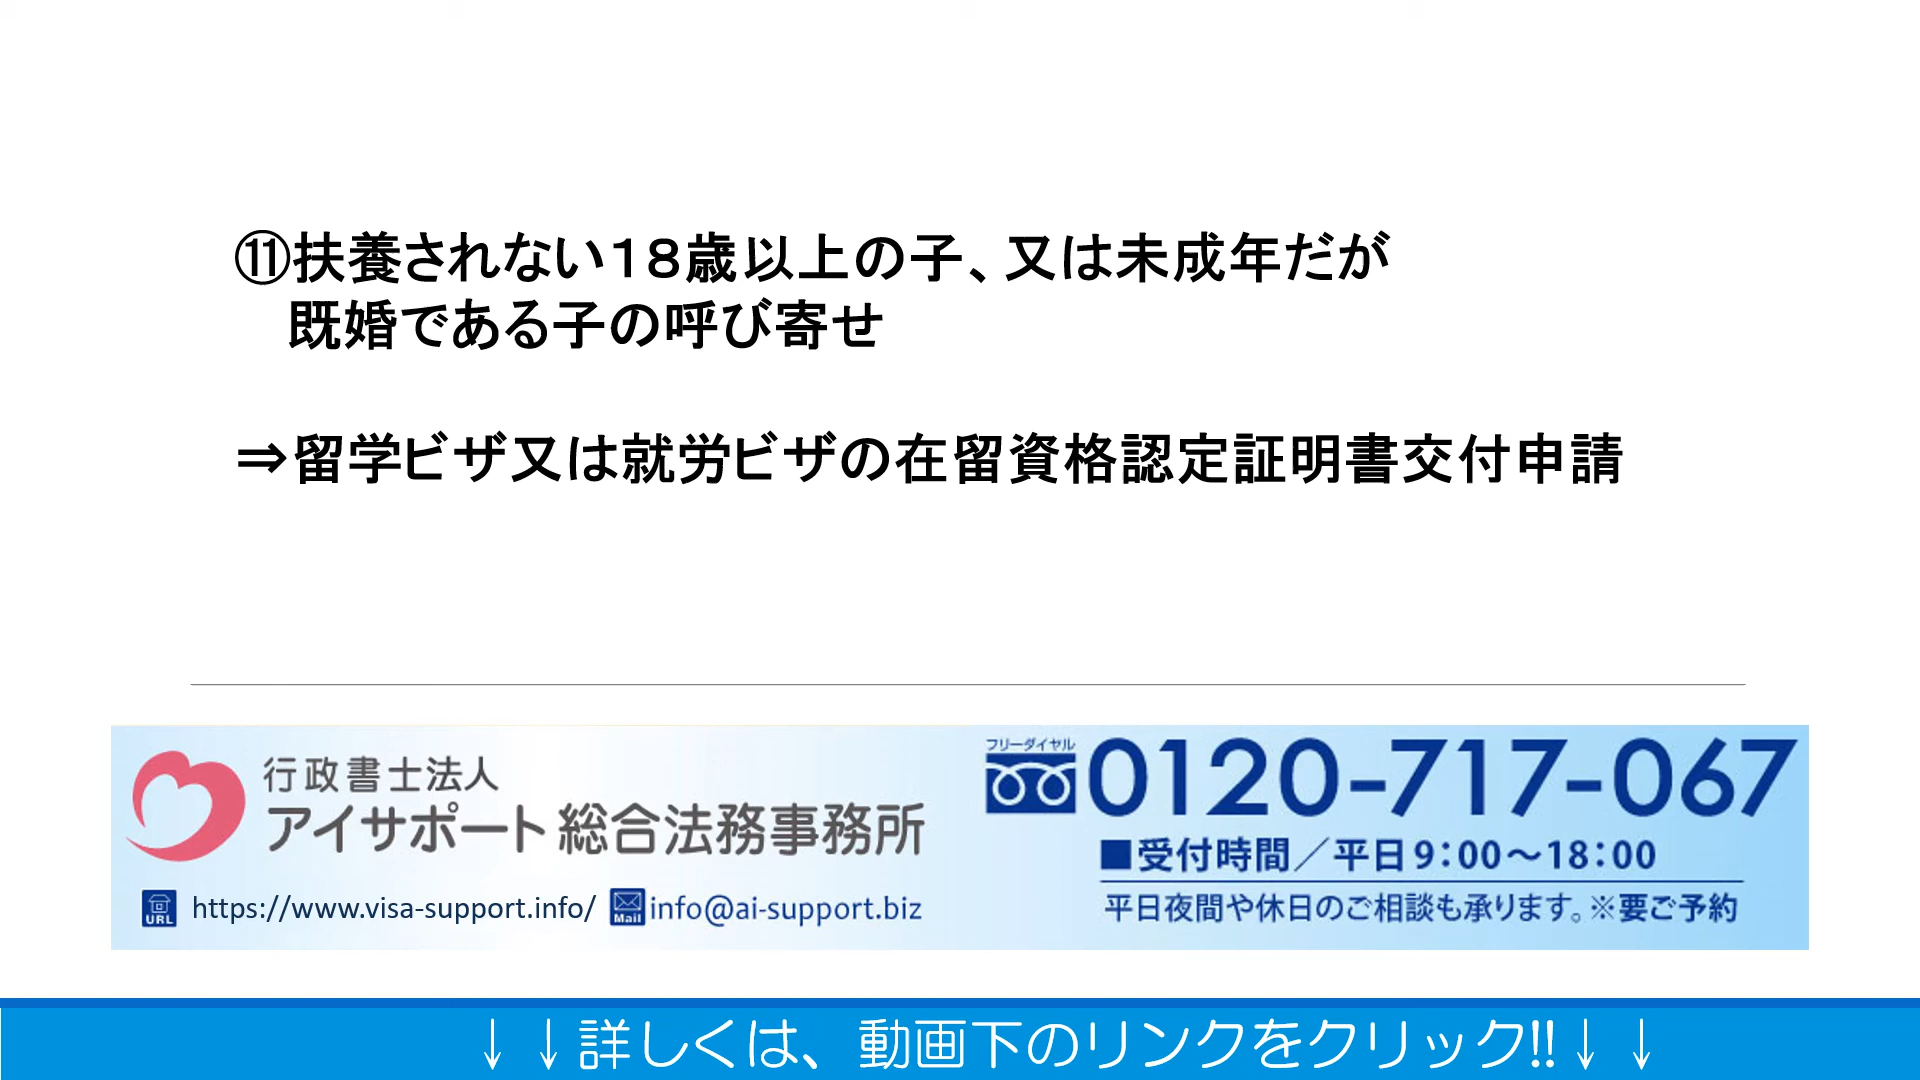 ⑪扶養されない１８歳以上の子、又は未成年だが
既婚である子の呼び寄せ
⇒留学ビザ又は就労ビザの在留資格認定証明書交付申請
行政書士法人
アイサポート総合法務事務所
URL https://www.visa-support.info/ Mail info@ai-support.biz
フリーダイヤル
0120-717-067
■受付時間／平日9：00～18：00
平日夜間や休日のご相談も承ります。※要ご予約
↓↓詳しくは、動画下のリンクをクリック!!↓↓